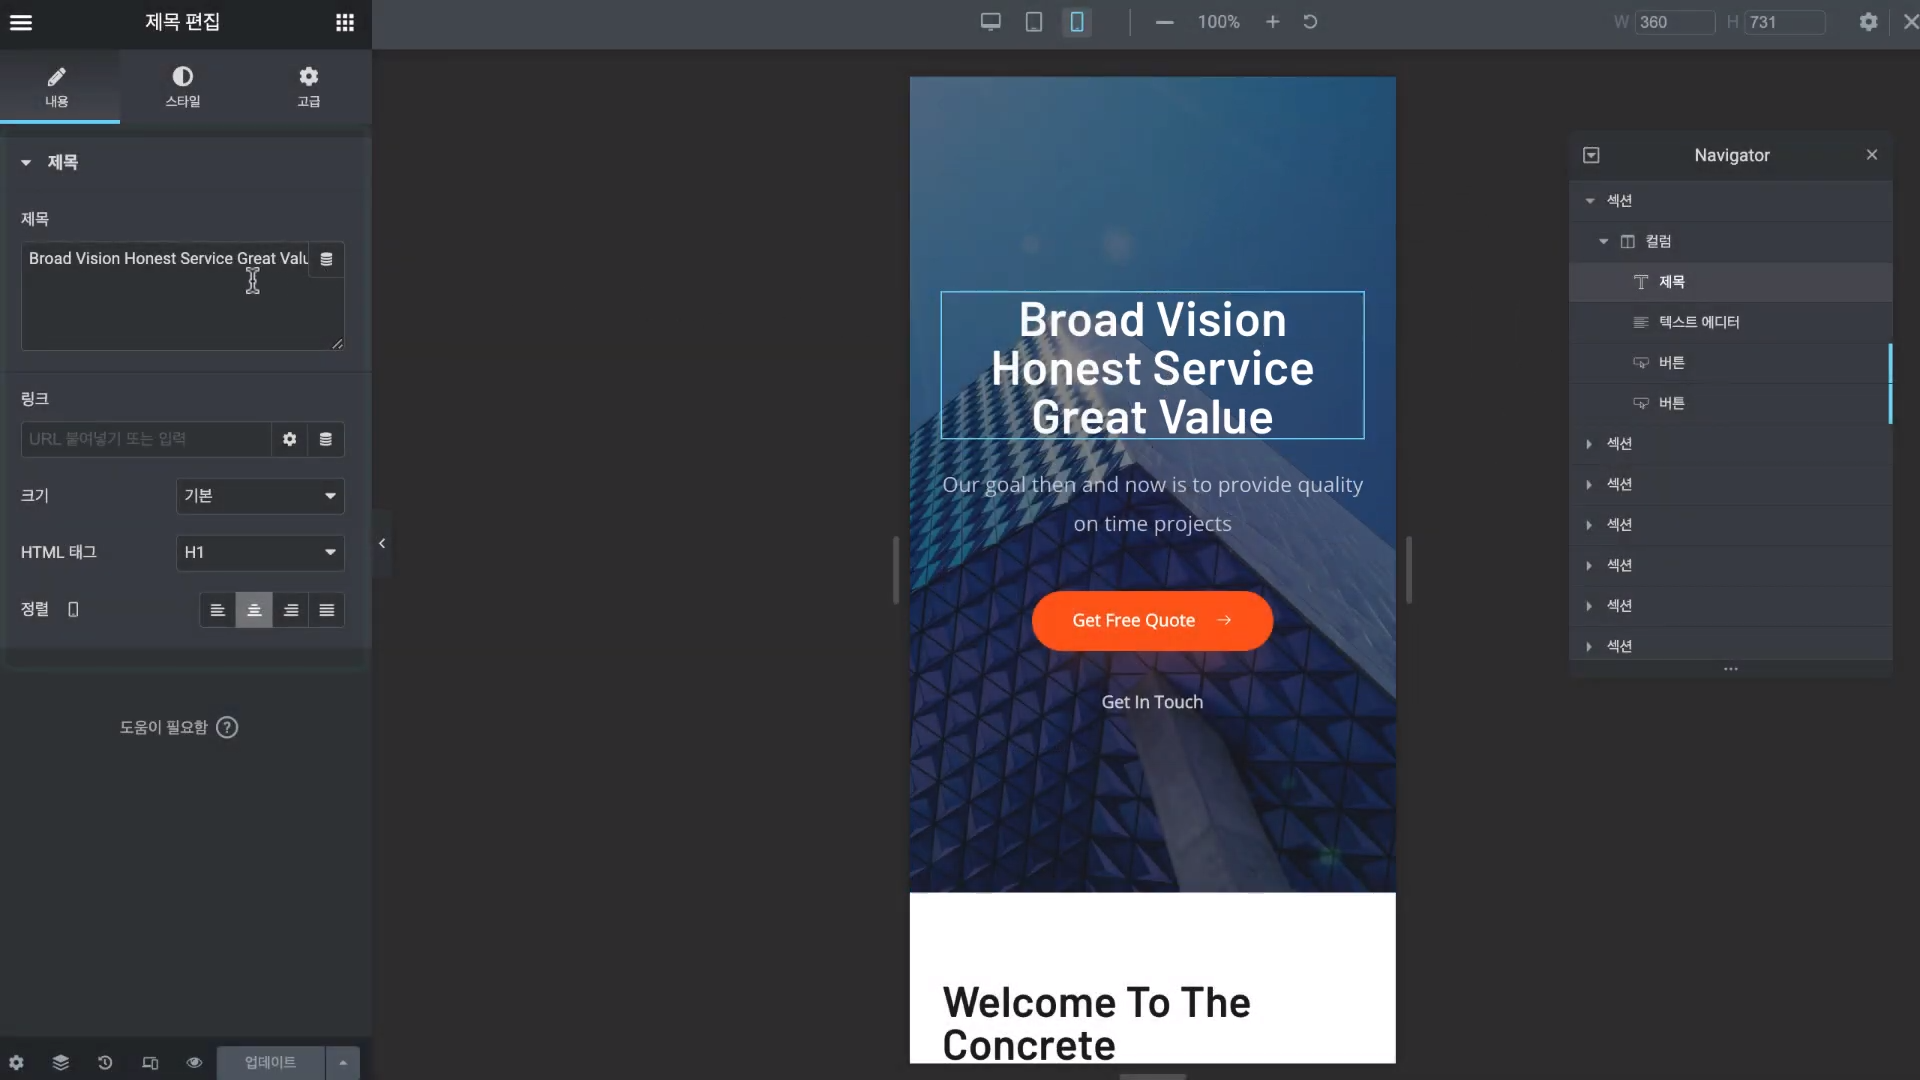 제목 편집
100%
W 360
H 731
내용
스타일
고급
제목
제목
Broad Vision Honest Service Great Valu
링크
URL 붙여넣기 또는 입력
크기
기본
HTML 태그
H1
정렬
도움이 필요함 ?
업데이트
Broad Vision
Honest Service
Great Value
Our goal then and now is to provide quality
on time projects
Get Free Quote →
Get In Touch
Welcome To The
Concrete
Navigator
섹션
컬럼
제목
텍스트 에디터
버튼
버튼
섹션
섹션
섹션
섹션
섹션
섹션